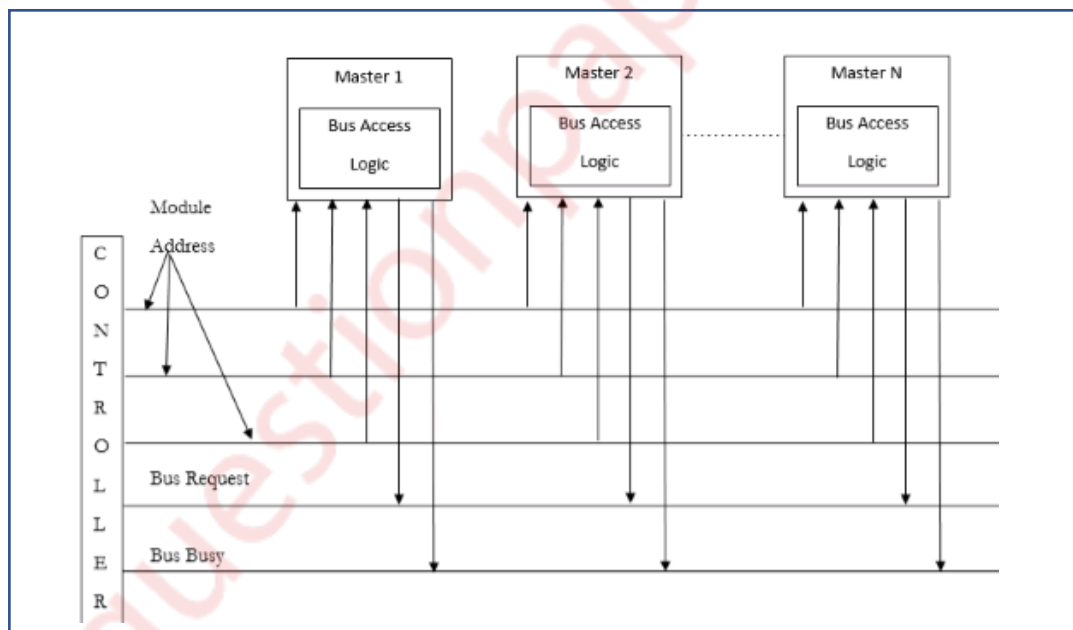 Master 1
Bus Access
Logic
Master 2
Bus Access
Logic
Master N
Bus Access
Logic
Module
Address
C
O
N
T
R
O
L
L
E
R
Bus Request
Bus Busy